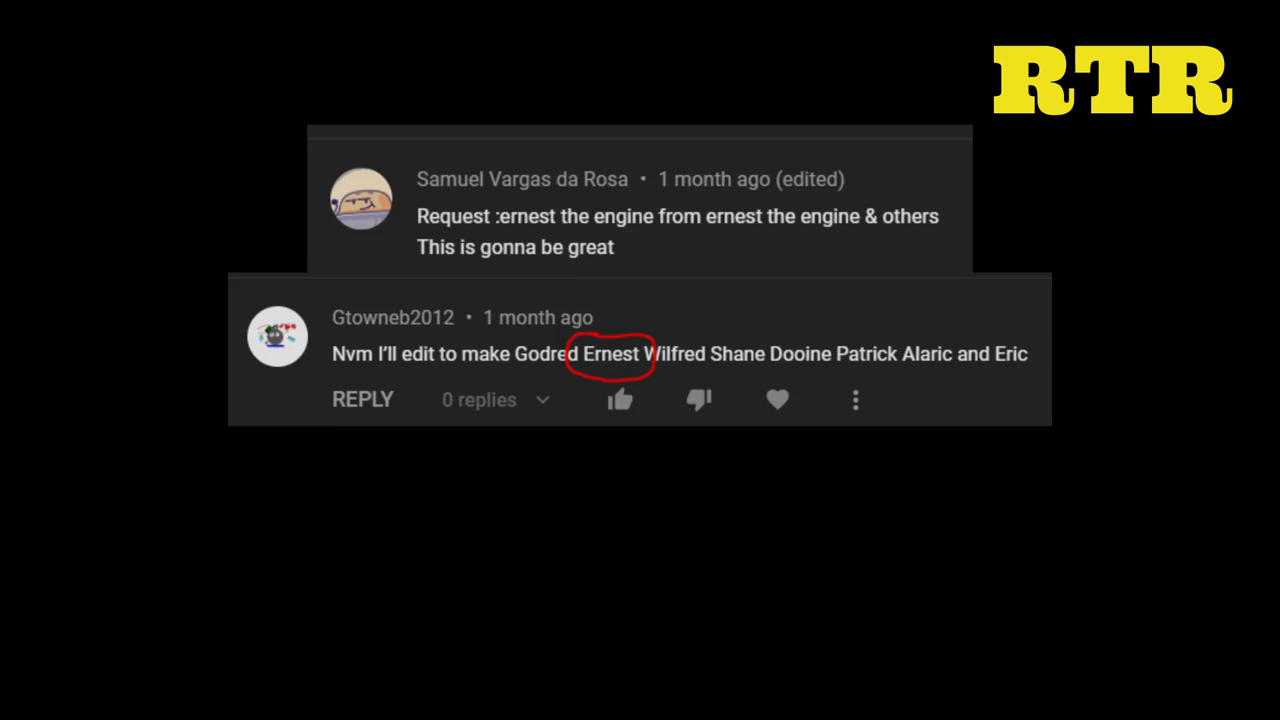 RTR
Samuel Vargas da Rosa • 1 month ago (edited)
Request :ernest the engine from ernest the engine & others
This is gonna be great
Gtowneb2012 • 1 month ago
Nvm I'll edit to make Godred Ernest Wilfred Shane Dooine Patrick Alaric and Eric
REPLY 0 replies